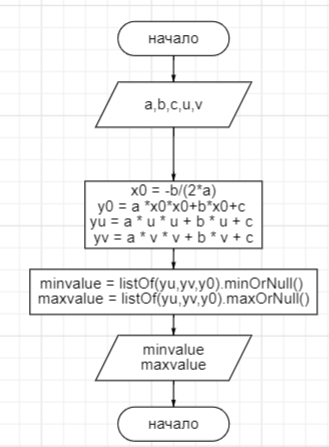 начало
a,b,c,u,v
x0 = -b/(2*a)
y0 = a *x0*x0+b*x0+c
yu = a * u * u + b * u + c
yv = a * v * v + b * v + c
minvalue = listOf(yu,yv,y0).minOrNull()
maxvalue = listOf(yu,yv,y0).maxOrNull()
minvalue
maxvalue
начало